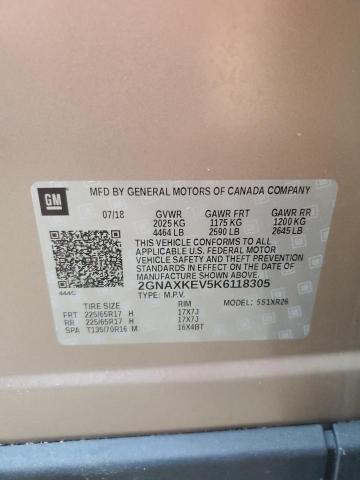 GM
MFD BY GENERAL MOTORS OF CANADA COMPANY
07/18 GVWR GAWR FRT GAWR RR
2025 KG 1175 KG 1200 KG
4464 LB 2590 LB 2645 LB
THIS VEHICLE CONFORMS TO ALL
APPLICABLE U.S. FEDERAL MOTOR
VEHICLE SAFETY AND THEFT
PREVENTION STANDARDS IN EFFECT ON THE
DATE OF MANUFACTURE SHOWN ABOVE.
444C 2GNAXKEV5K6118305
TYPE: M.P.V. MODEL: 551XR26
TIRE SIZE RIM
FRT 225/65R17 H 17X7J
RR 225/65R17 H 17X7J
SPA T135/70R16 M 16X4BT